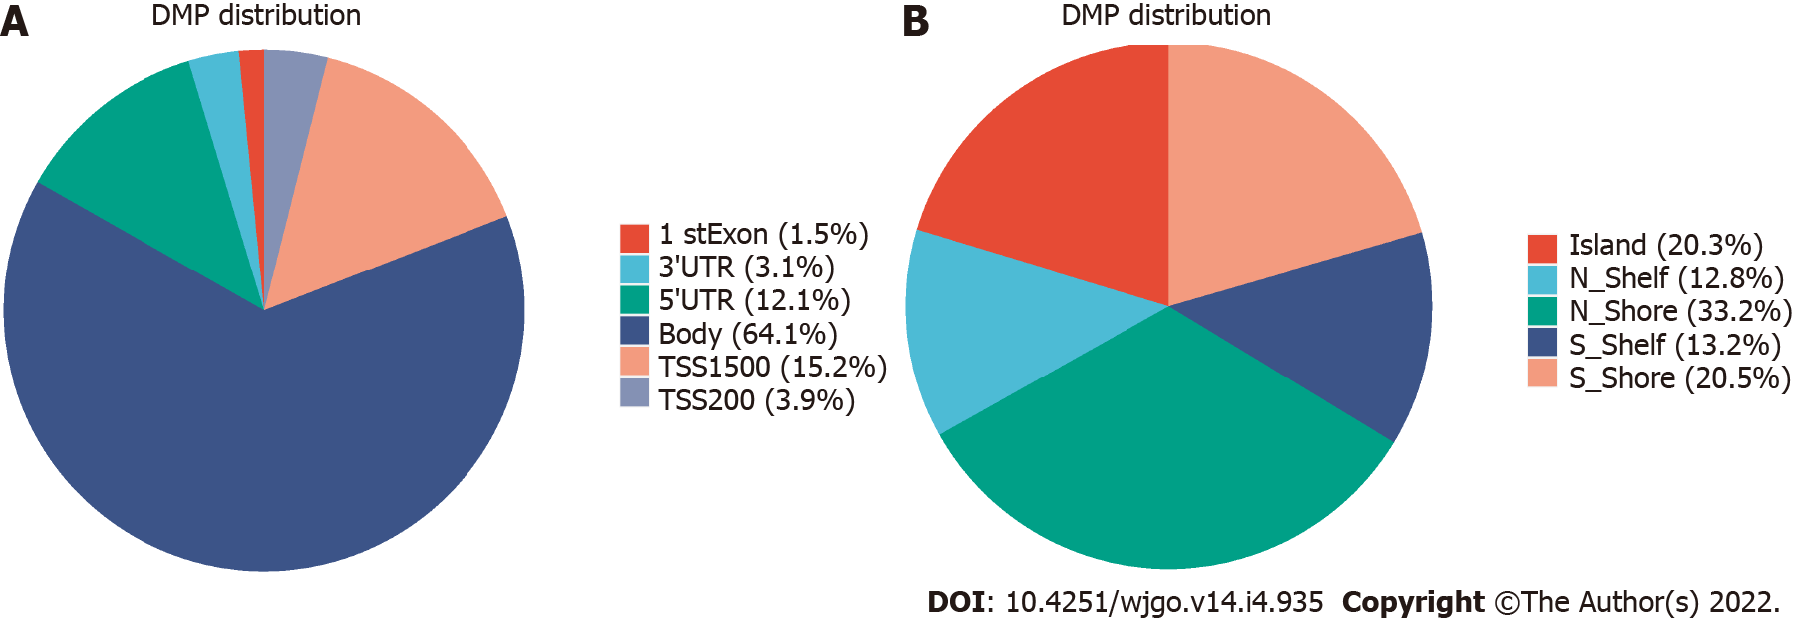 A
DMP distribution
1 stExon (1.5%)
3'UTR (3.1%)
5'UTR (12.1%)
Body (64.1%)
TSS1500 (15.2%)
TSS200 (3.9%)
B
DMP distribution
Island (20.3%)
N_Shelf (12.8%)
N_Shore (33.2%)
S_Shelf (13.2%)
S_Shore (20.5%)
DOI: 10.4251/wjgo.v14.i4.935 Copyright ©The Author(s) 2022.